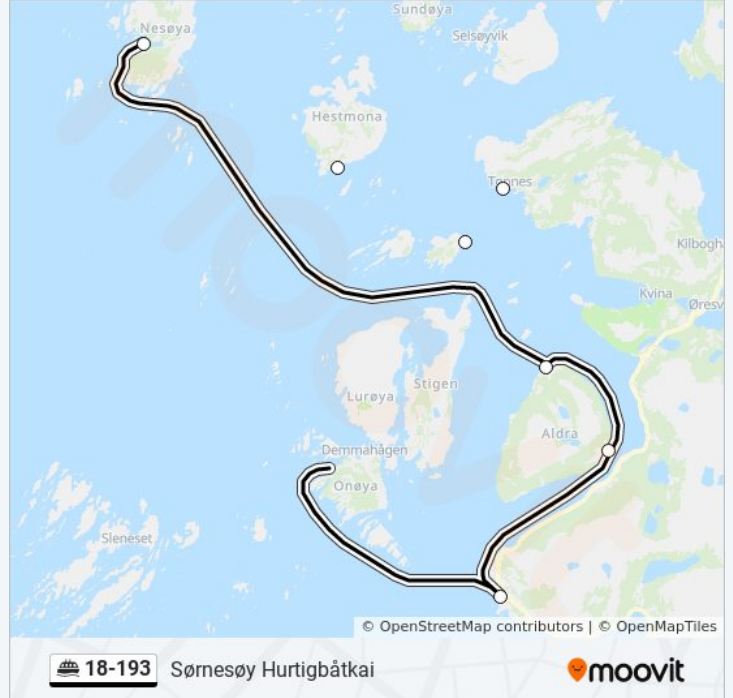 Sundøya
Nesøya
Selsøyvik
Hestmona
Tonnes
Kilbogh
Kvina
Øresv
Stigen
Lurøya
Aldra
Demmahågen
Onøya
Sleneset
© OpenStreetMap contributors | © OpenMapTiles
18-193 Sørnesøy Hurtigbåtkai
moovit